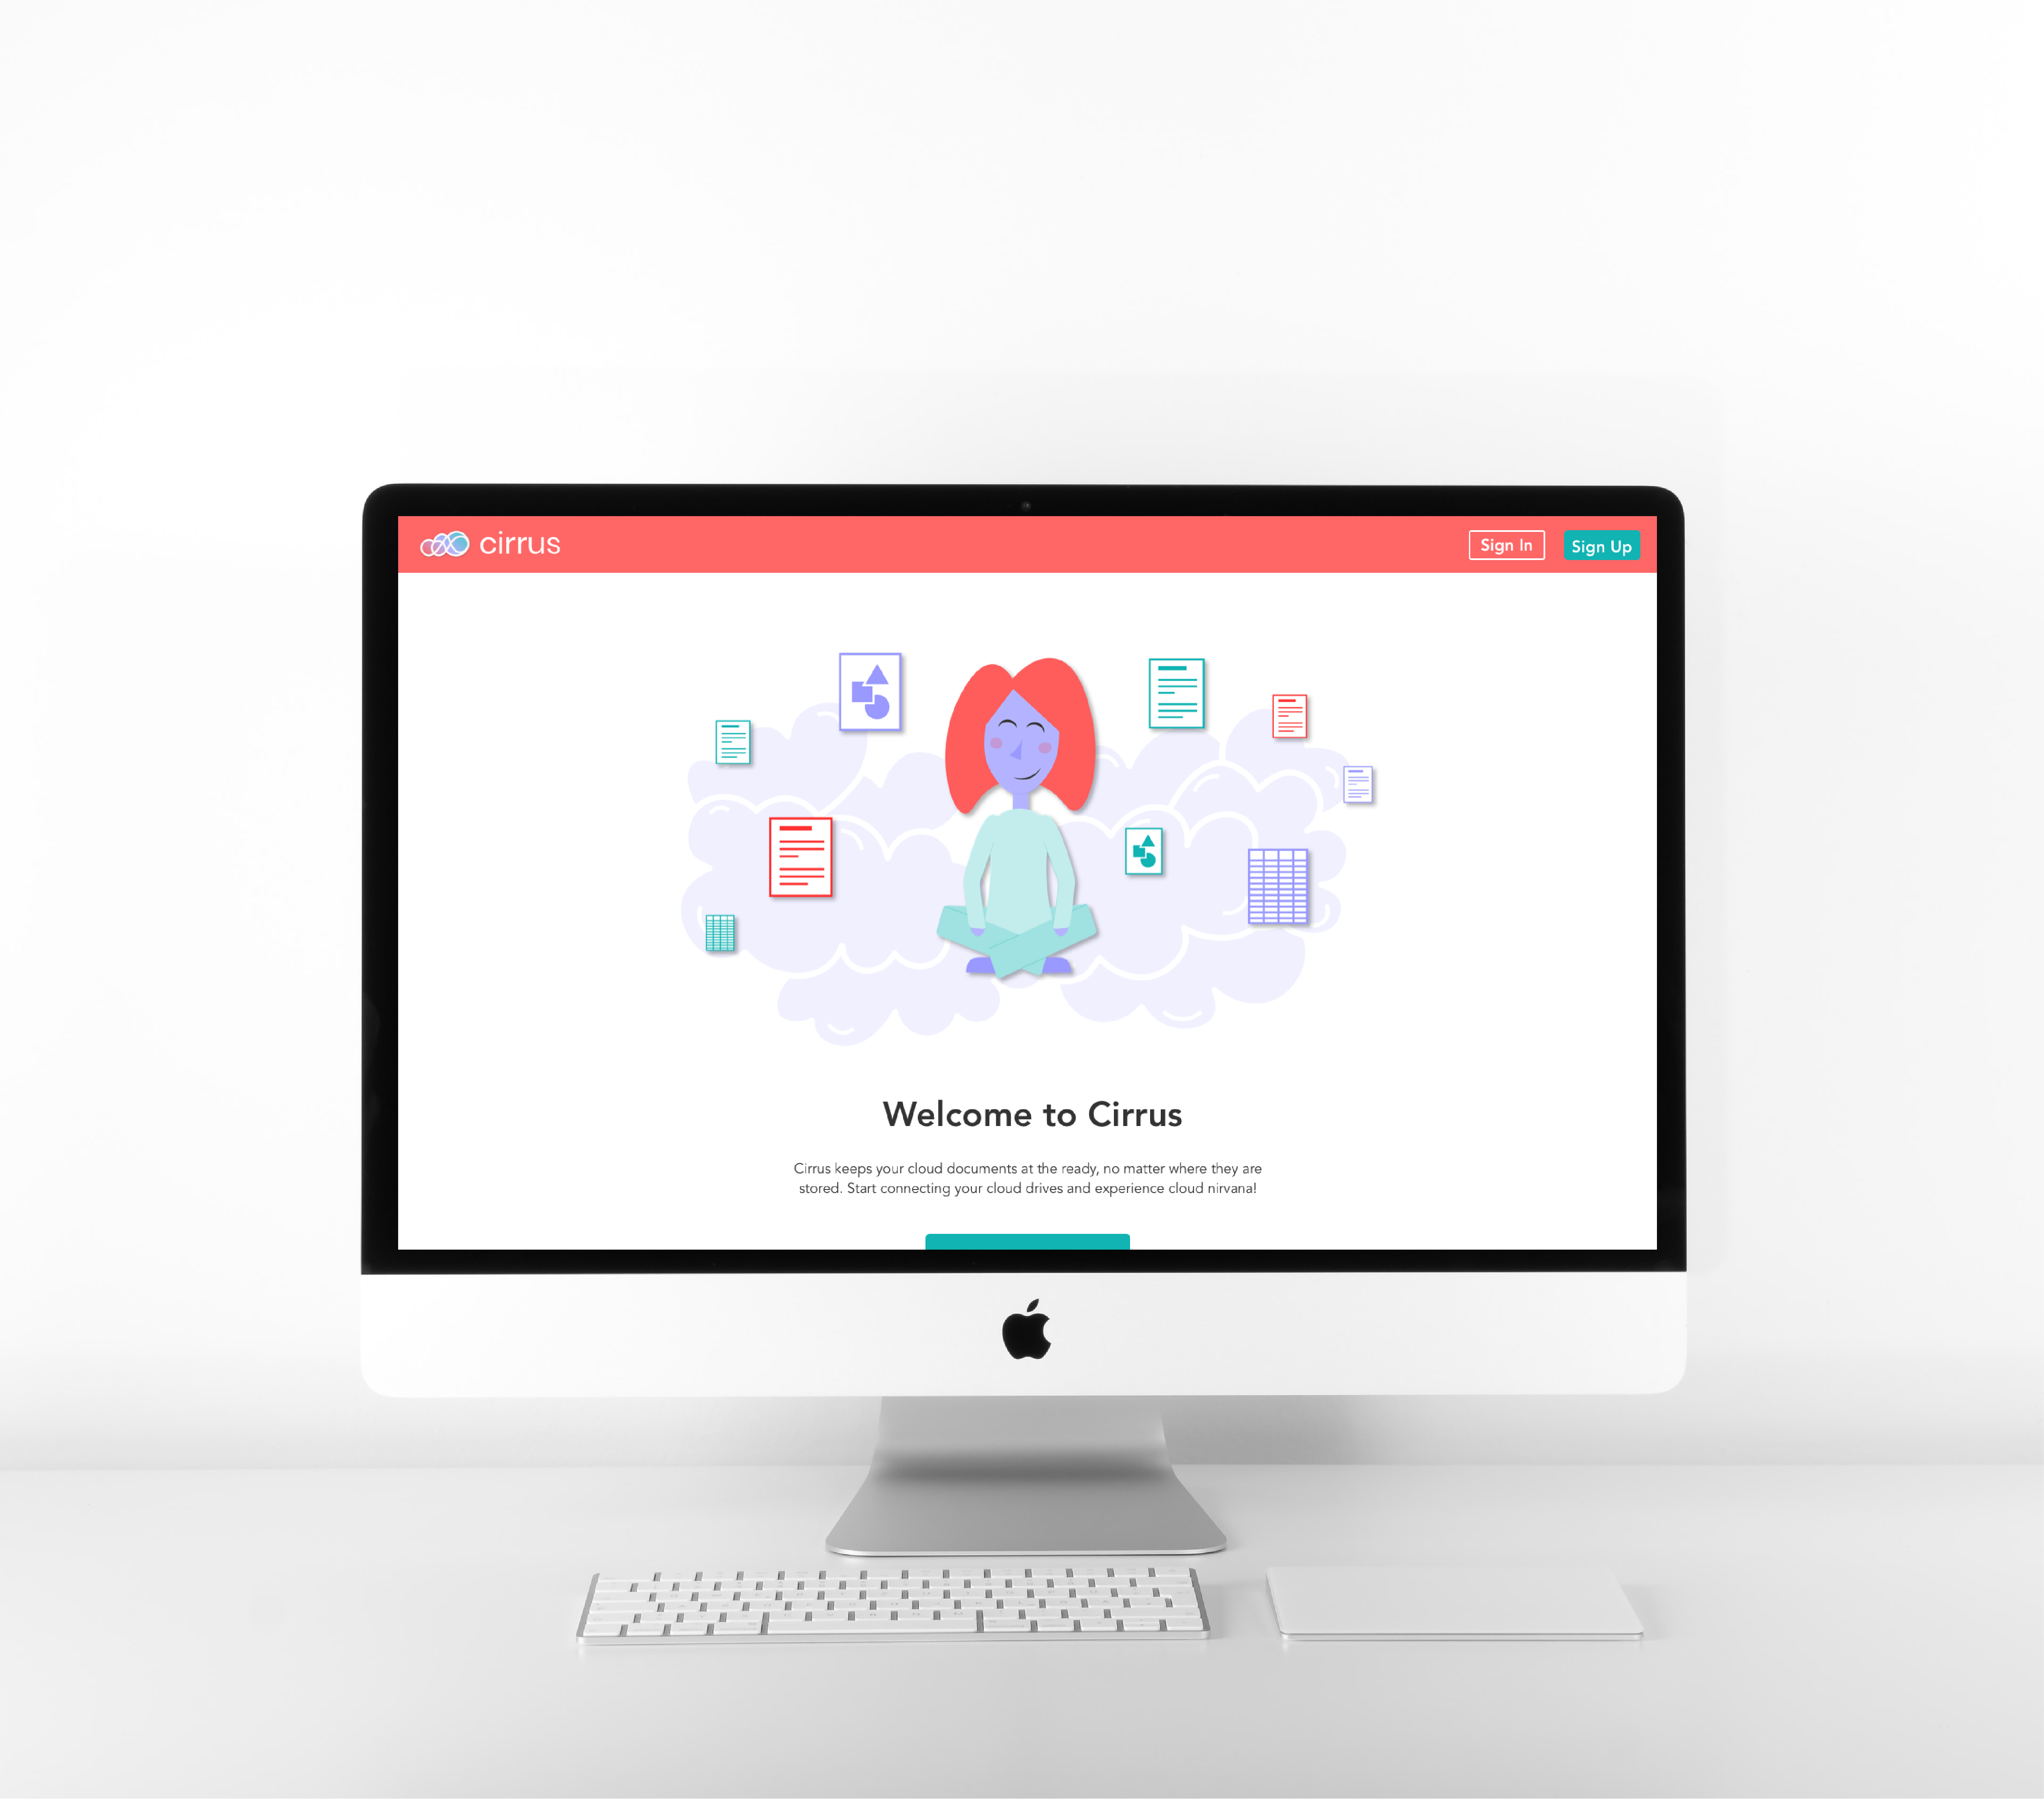 cirrus
Sign In
Sign Up
Welcome to Cirrus
Cirrus keeps your cloud documents at the ready, no matter where they are
stored. Start connecting your cloud drives and experience cloud nirvana!